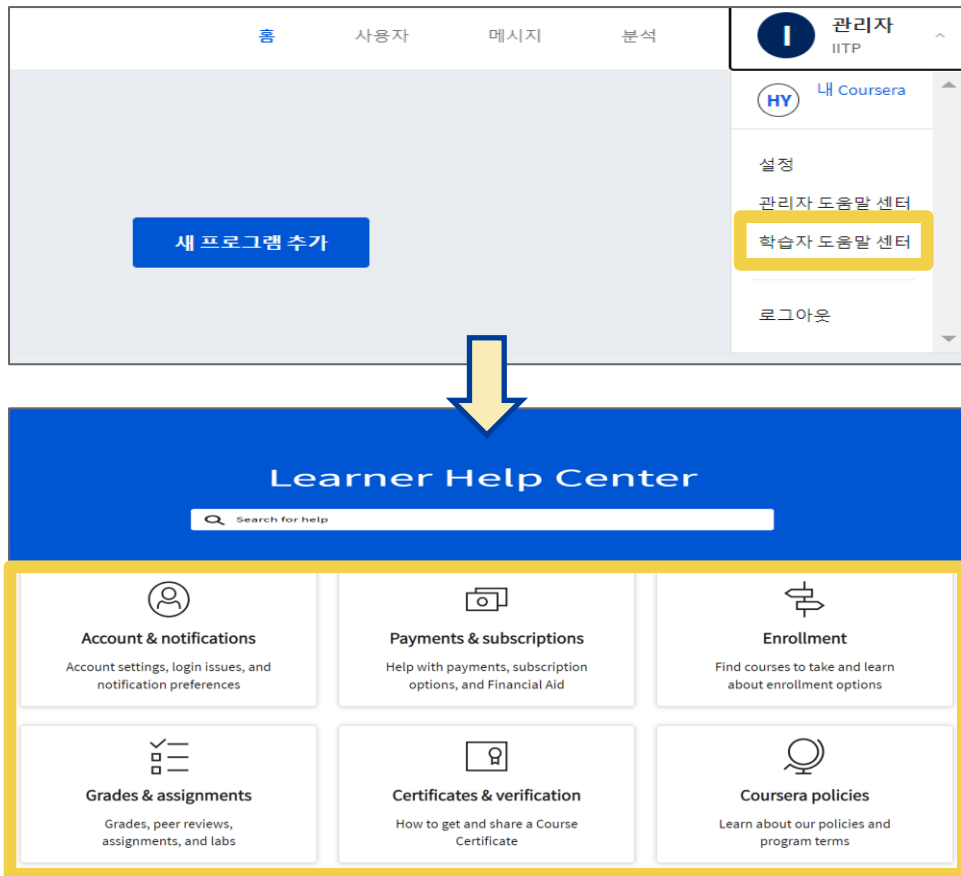 홈
사용자
메시지
분석
I
관리자
IITP
HY
내 Coursera
설정
관리자 도움말 센터
학습자 도움말 센터
로그아웃
새 프로그램 추가
Learner Help Center
Search for help
Account & notifications
Account settings, login issues, and
notification preferences
Payments & subscriptions
Help with payments, subscription
options, and Financial Aid
Enrollment
Find courses to take and learn
about enrollment options
Grades & assignments
Grades, peer reviews,
assignments, and labs
Certificates & verification
How to get and share a Course
Certificate
Coursera policies
Learn about our policies and
program terms